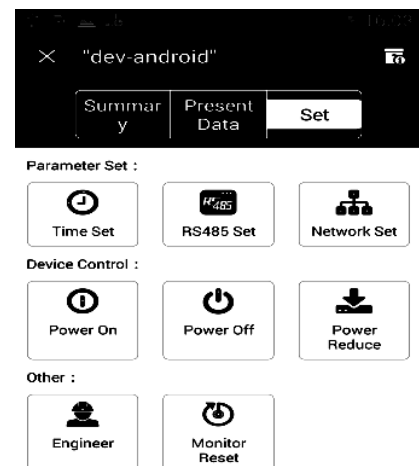 "dev-android"
Summar
y
Present
Data
Set
Parameter Set :
RS485
Time Set
RS485 Set
Network Set
Device Control :
Power On
Power Off
Power
Reduce
Other :
Engineer
Monitor
Reset